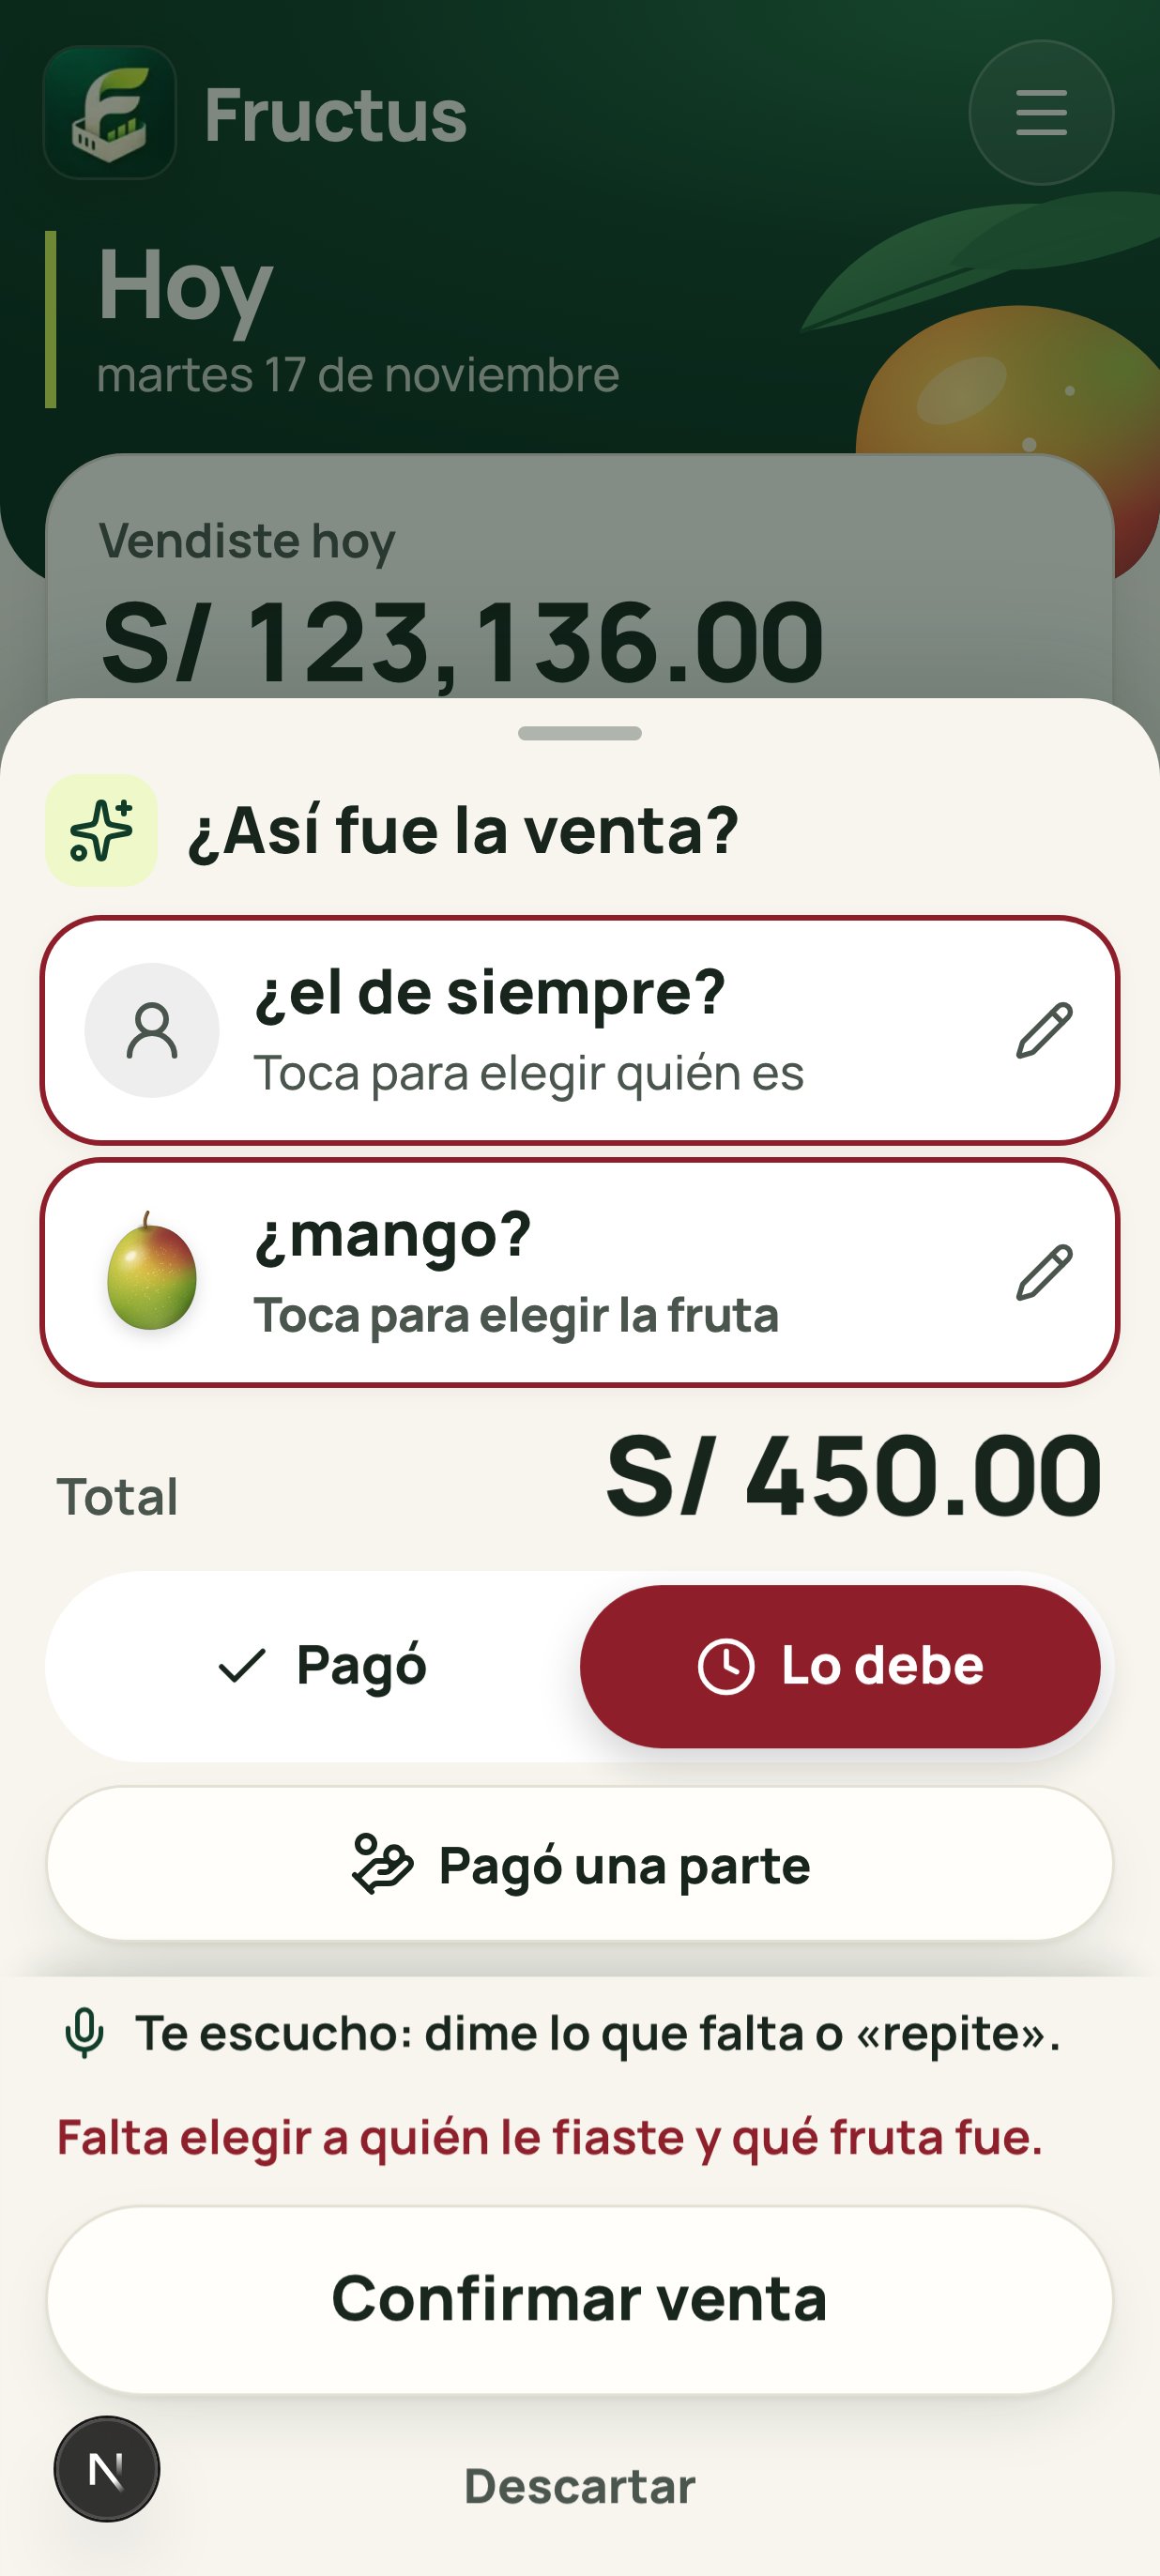 Fructus
Hoy
martes 17 de noviembre
Vendiste hoy
S/ 123,136.00
¿Así fue la venta?
¿el de siempre?
Toca para elegir quién es
¿mango?
Toca para elegir la fruta
Total
S/ 450.00
Pagó
Lo debe
Pagó una parte
Te escucho: dime lo que falta o «repite».
Falta elegir a quién le fiaste y qué fruta fue.
Confirmar venta
N
Descartar